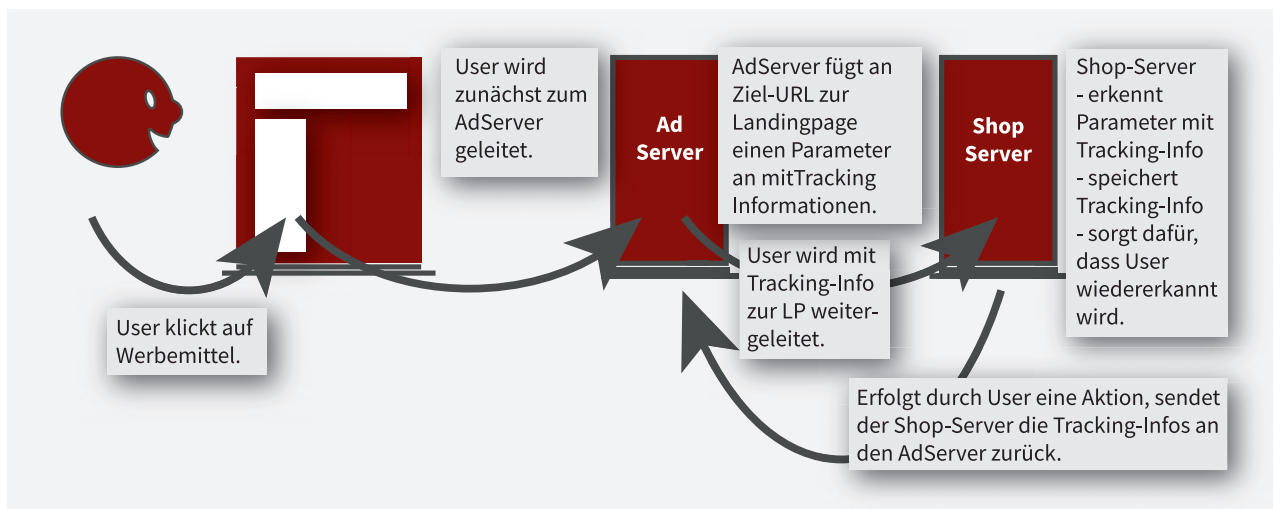 User klickt auf
Werbemittel.
User wird
zunächst zum
AdServer
geleitet.
Ad
Server
AdServer fügt an
Ziel-URL zur
Landingpage
einen Parameter
an mitTracking
Informationen.
User wird mit
Tracking-Info
zur LP weiter-
geleitet.
Shop
Server
Shop-Server
- erkennt
Parameter mit
Tracking-Info
- speichert
Tracking-Info
- sorgt dafür,
dass User
wiedererkannt
wird.
Erfolgt durch User eine Aktion, sendet
der Shop-Server die Tracking-Infos an
den AdServer zurück.